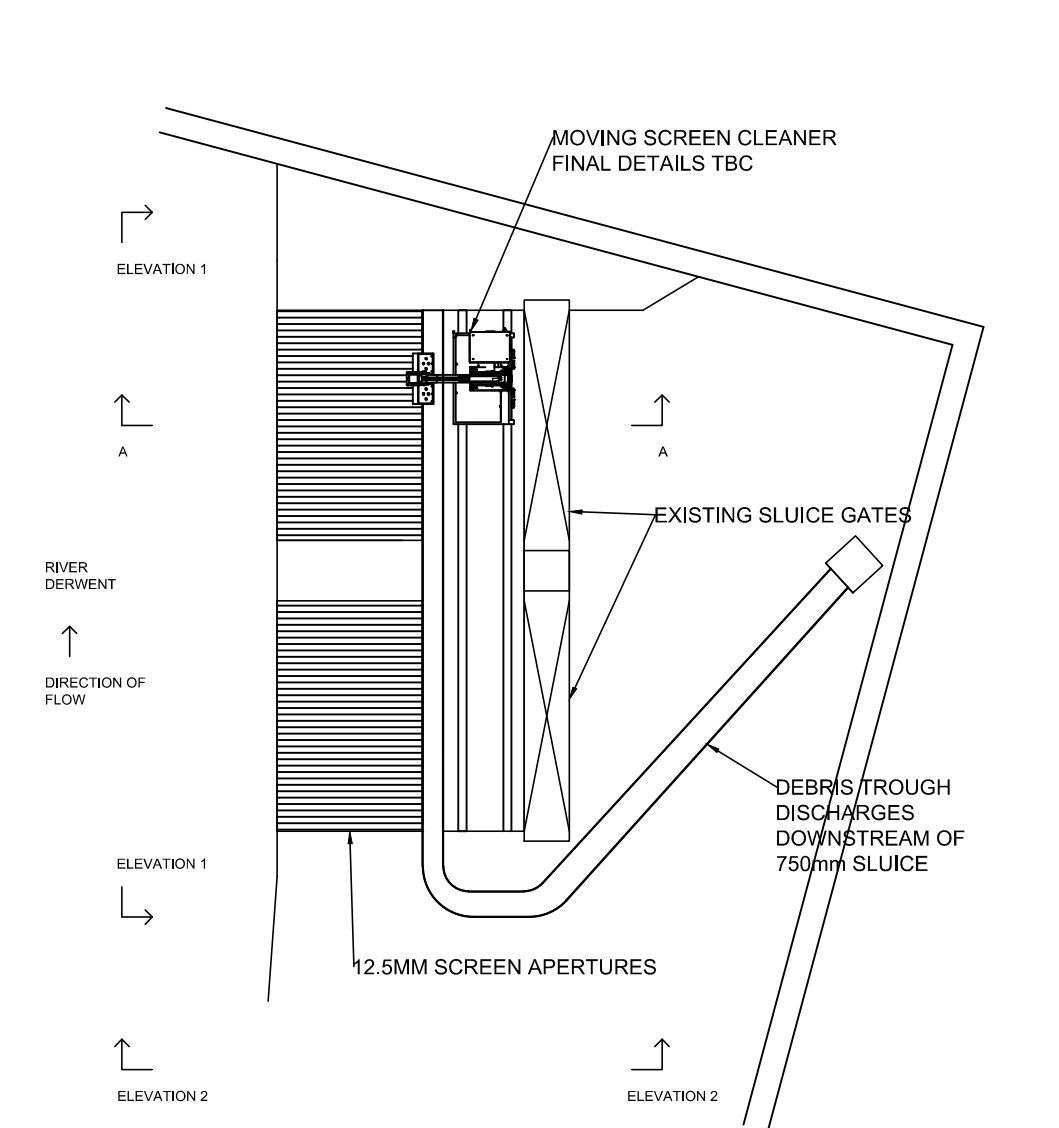 MOVING SCREEN CLEANER
FINAL DETAILS TBC
ELEVATION 1
A
A
EXISTING SLUICE GATES
RIVER
DERWENT
DIRECTION OF
FLOW
DEBRIS TROUGH
DISCHARGES
DOWNSTREAM OF
750mm SLUICE
ELEVATION 1
12.5MM SCREEN APERTURES
ELEVATION 2
ELEVATION 2